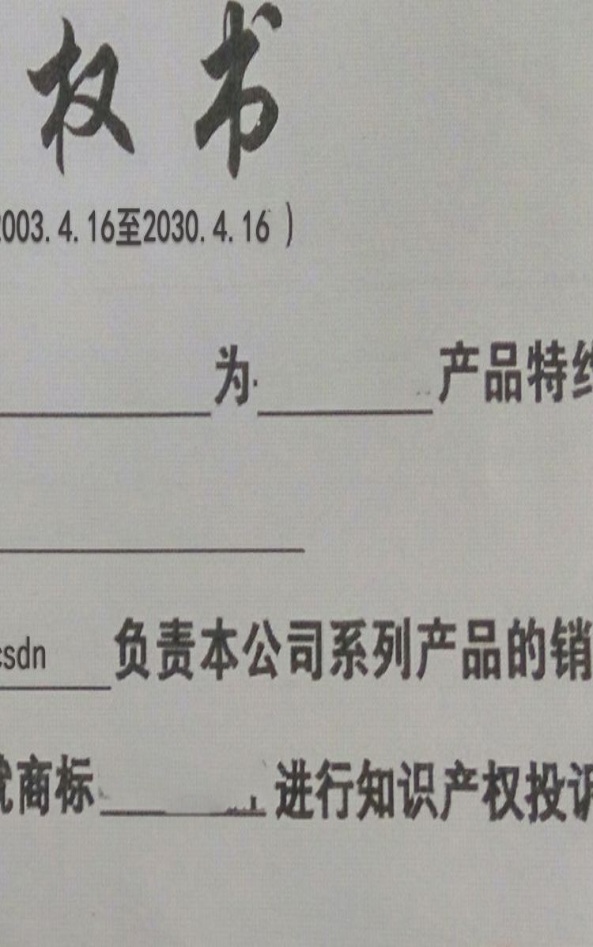 权书
2003.4.16至2030.4.16)
为 产品特约
csdn 负责本公司系列产品的销
就商标 进行知识产权投诉